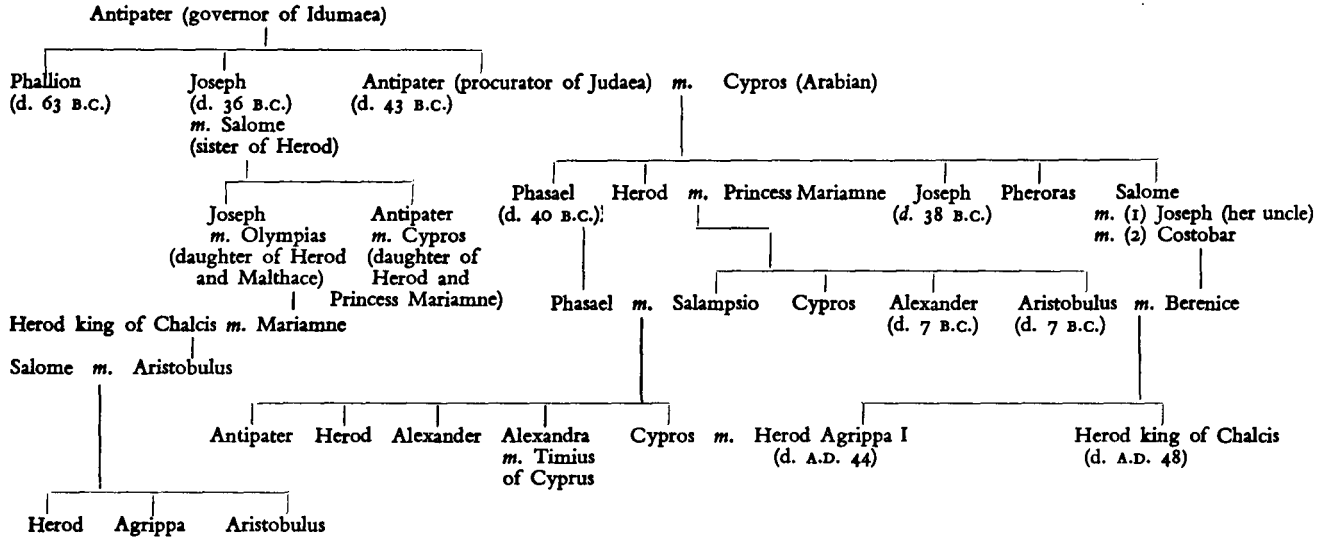 Antipater (governor of Idumaea)
Phallion Joseph Antipater (procurator of Judaea) m. Cypros (Arabian)
(d. 63 B.C.) (d. 36 B.C.) (d. 43 B.C.)
m. Salome
(sister of Herod)
Phasael Herod m. Princess Mariamne Joseph Pheroras Salome
(d. 40 B.C.) (d. 38 B.C.) m. (1) Joseph (her uncle)
m. (2) Costobar
Joseph Antipater
m. Olympias m. Cypros
(daughter of Herod (daughter of
and Malthace) Herod and
Princess Mariamne)
Phasael m. Salampsio Cypros Alexander Aristobulus m. Berenice
(d. 7 B.C.) (d. 7 B.C.)
Herod king of Chalcis m. Mariamne
Salome m. Aristobulus
Antipater Herod Alexander Alexandra Cypros m. Herod Agrippa I Herod king of Chalcis
m. Timius (d. A.D. 44) (d. A.D. 48)
of Cyprus
Herod Agrippa Aristobulus